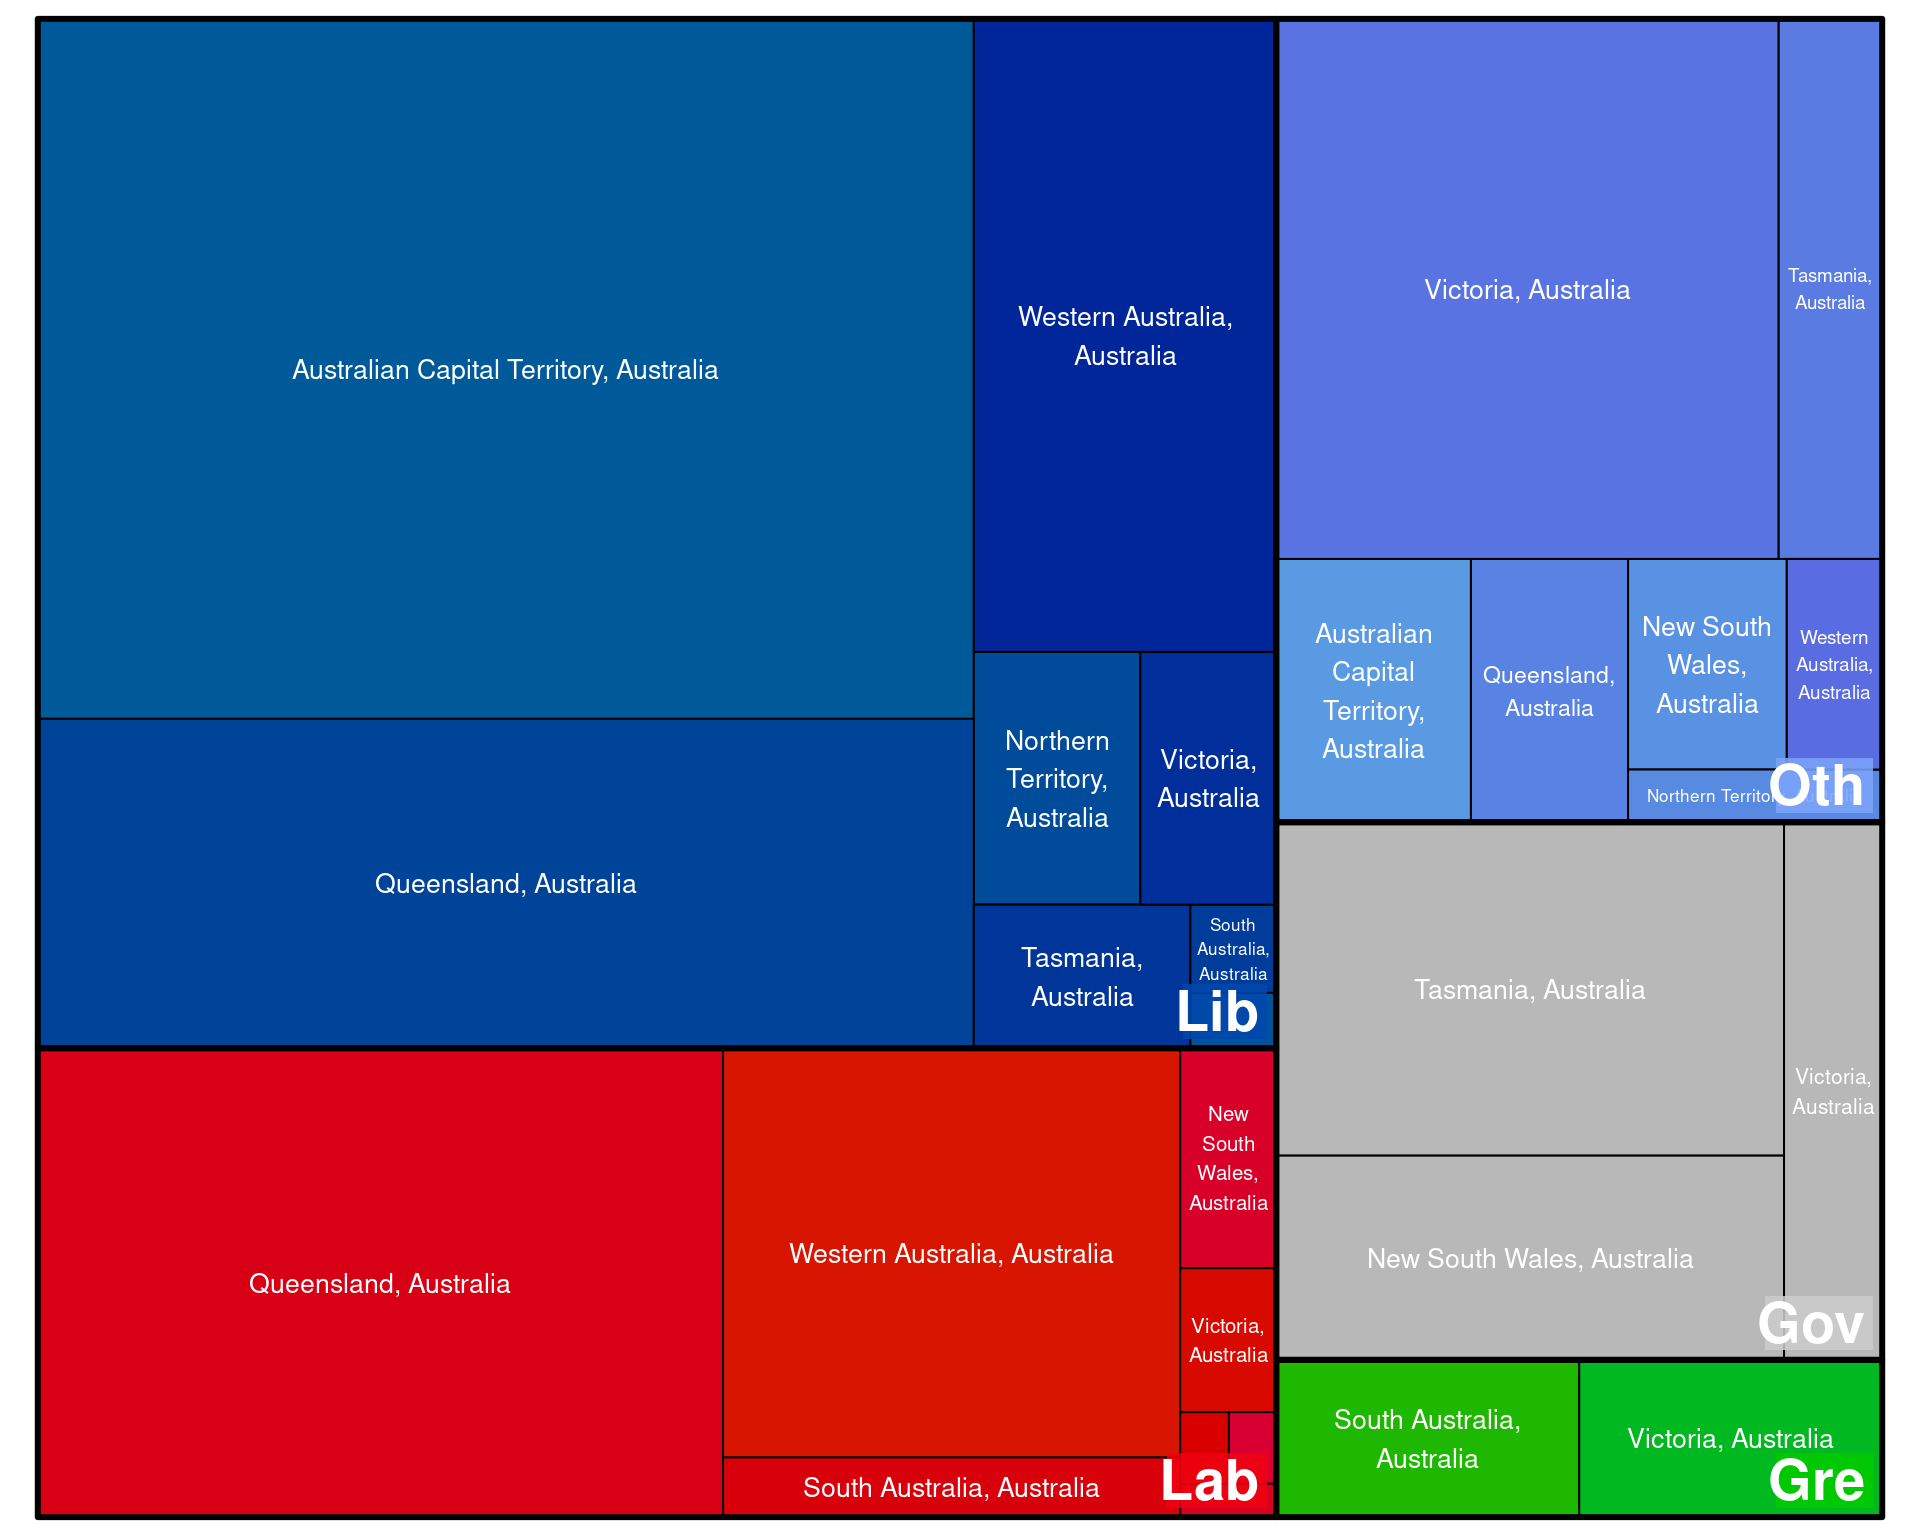 Australian Capital Territory, Australia
Western Australia,
Australia
Queensland, Australia
Northern
Territory,
Australia
Victoria,
Australia
Tasmania,
Australia
South
Australia,
Australia
Lib
Queensland, Australia
Western Australia, Australia
New
South
Wales,
Australia
Victoria,
Australia
South Australia, Australia
Lab
Victoria, Australia
Tasmania,
Australia
Australian
Capital
Territory,
Australia
Queensland,
Australia
New South
Wales,
Australia
Western
Australia,
Australia
Northern
Oth
Tasmania, Australia
Victoria,
Australia
New South Wales, Australia
Gov
South Australia,
Australia
Victoria, Australia
Gre